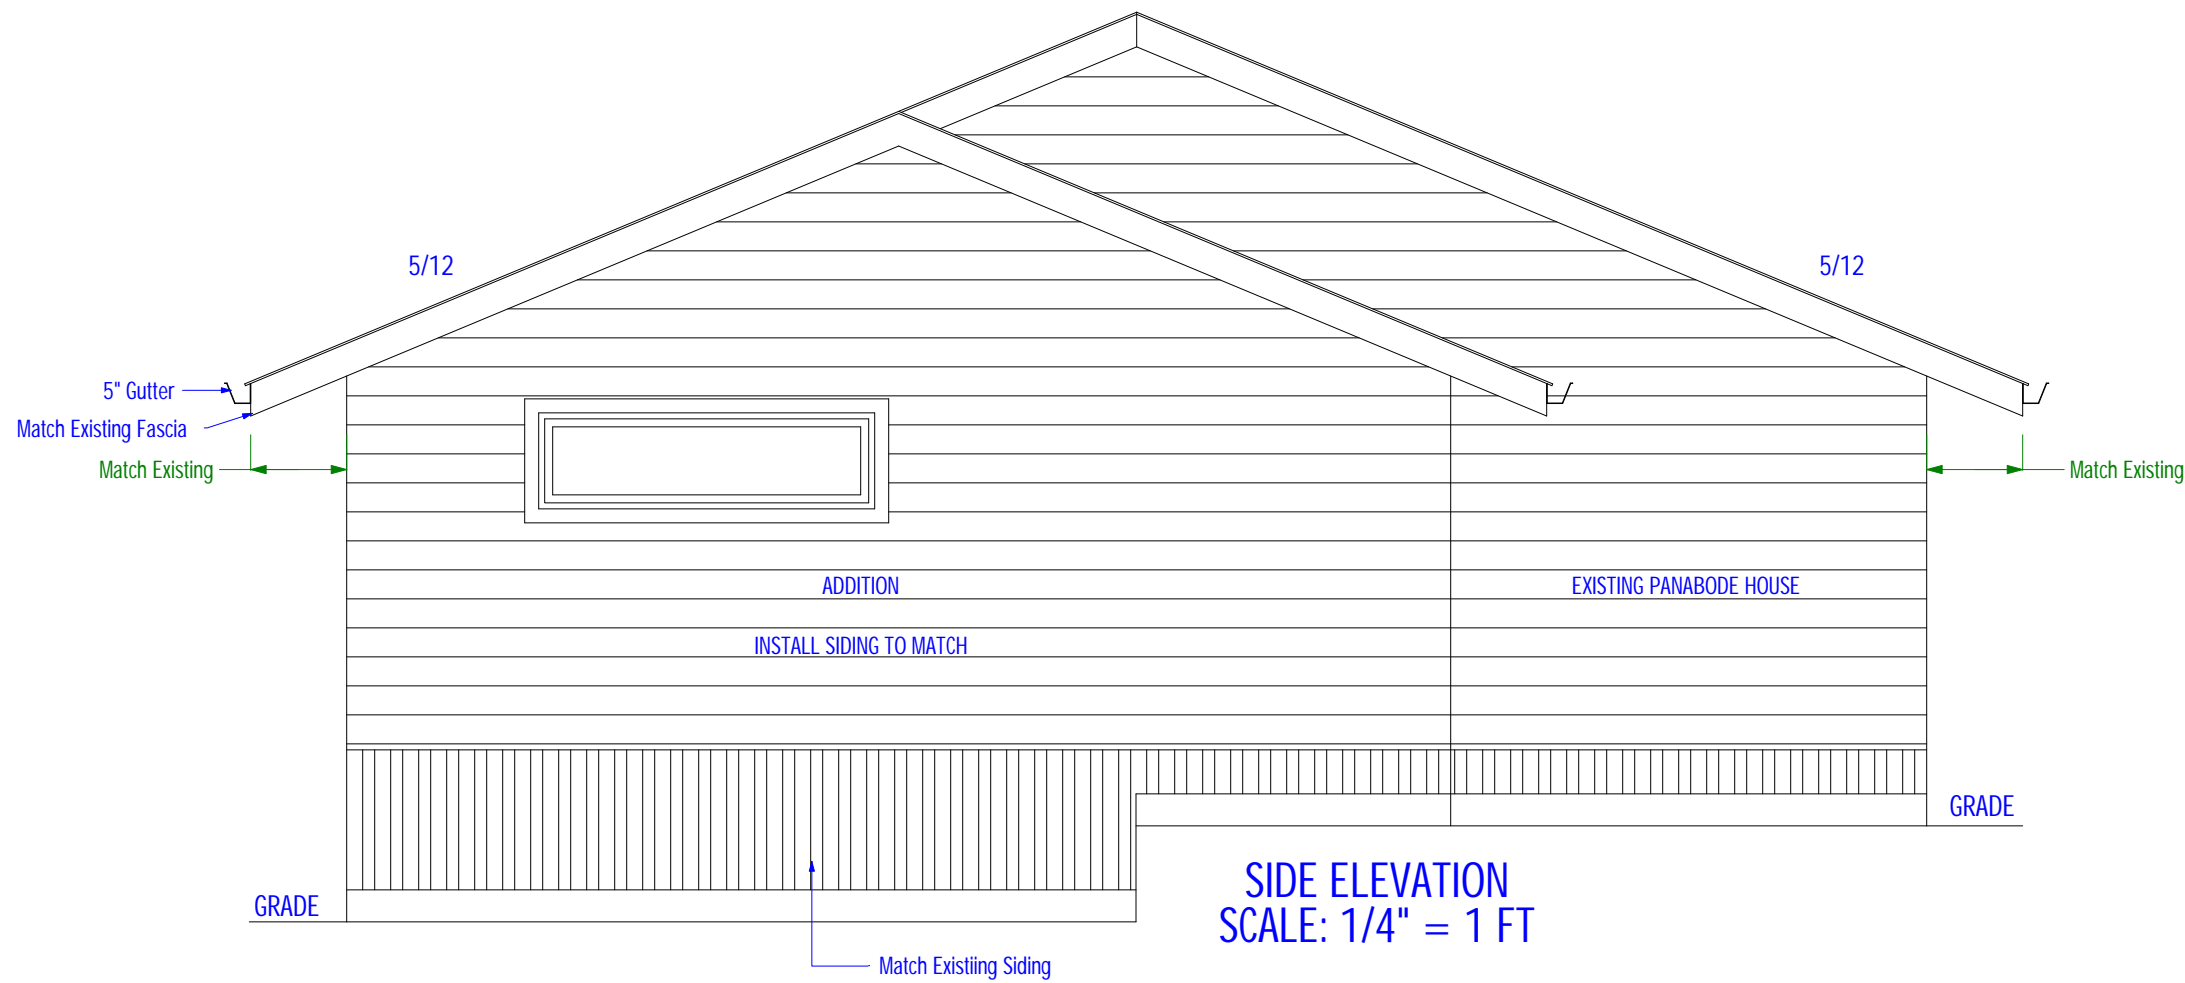 5/12
5/12
5" Gutter
Match Existing Fascia
Match Existing
Match Existing
ADDITION
EXISTING PANABODE HOUSE
INSTALL SIDING TO MATCH
GRADE
GRADE
SIDE ELEVATION
SCALE: 1/4" = 1 FT
Match Existiing Siding